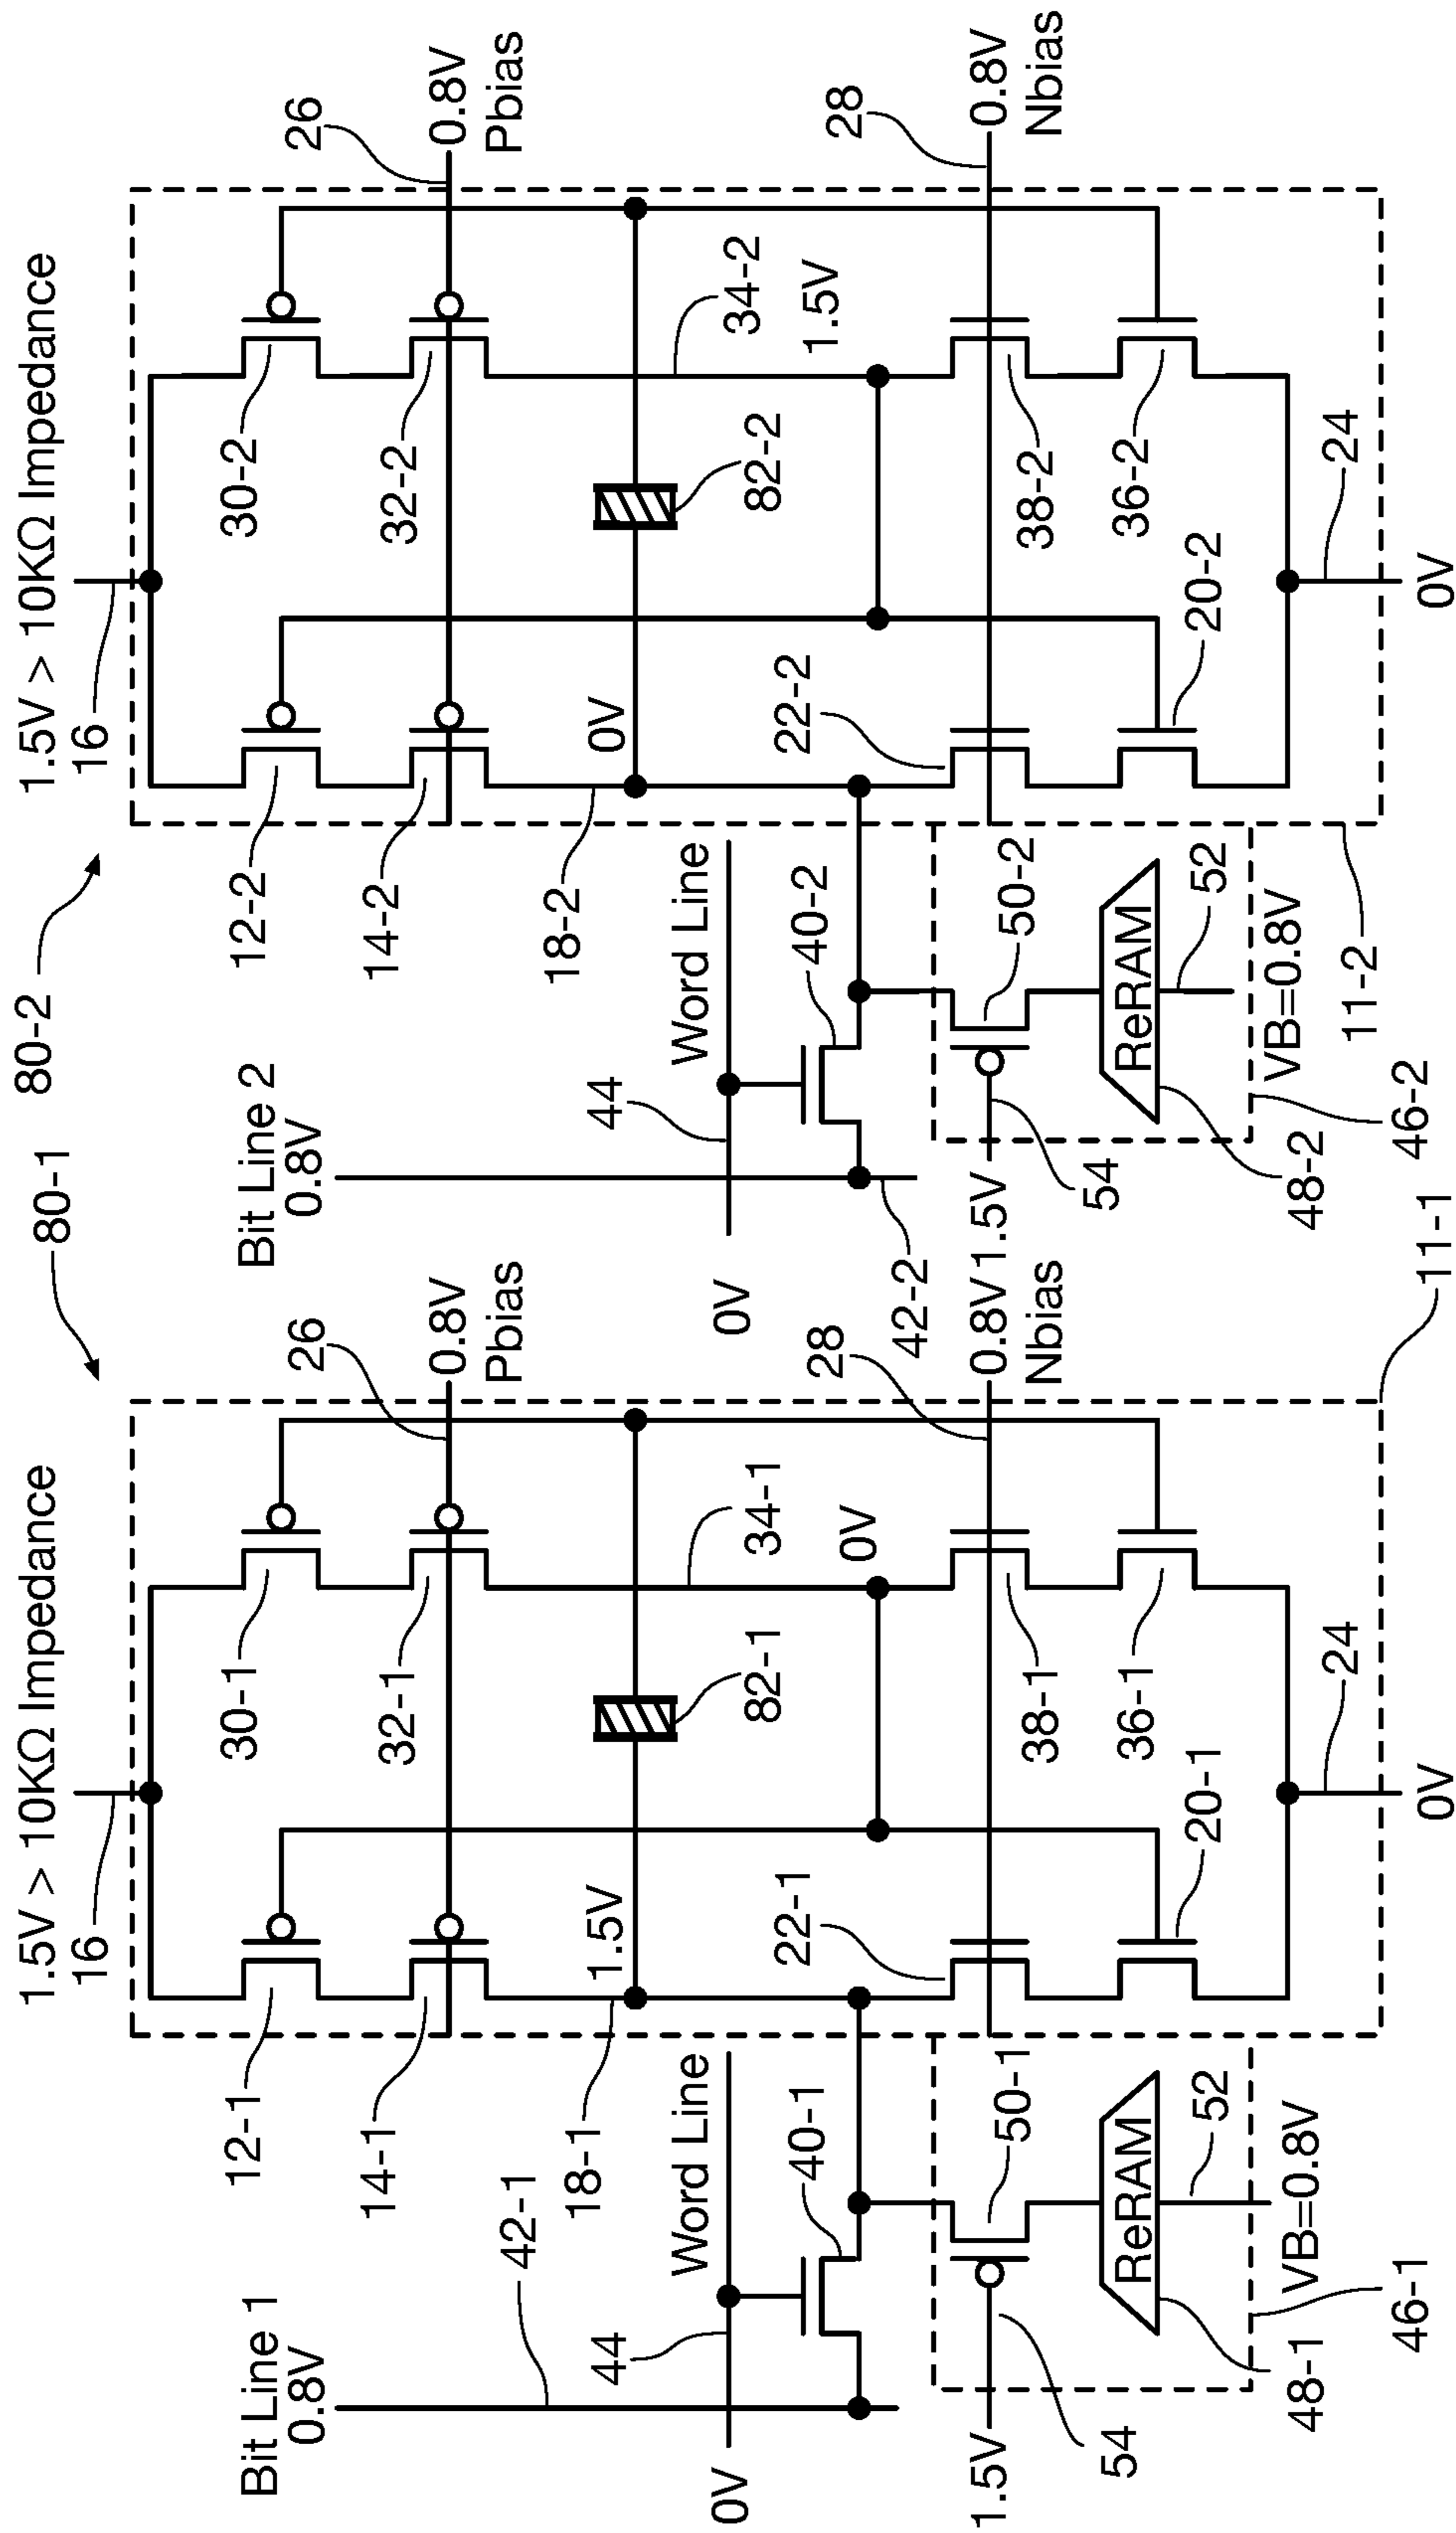 80-1
80-2
1.5V > 10KΩ Impedance
16
12-1
14-1
30-1
32-1
26
0.8V
Pbias
Bit Line 1
0.8V
42-1
18-1
1.5V
82-1
34-1
0V
Word Line
44
0V
40-1
22-1
28
0.8V
Nbias
38-1
36-1
20-1
24
0V
1.5V
54
50-1
ReRAM
52
48-1
VB=0.8V
46-1
11-1
1.5V > 10KΩ Impedance
16
12-2
14-2
30-2
32-2
26
0.8V
Pbias
Bit Line 2
0.8V
42-2
18-2
0V
82-2
34-2
1.5V
Word Line
44
0V
40-2
22-2
28
0.8V
Nbias
38-2
36-2
20-2
24
0V
1.5V
54
50-2
ReRAM
52
48-2
VB=0.8V
46-2
11-2